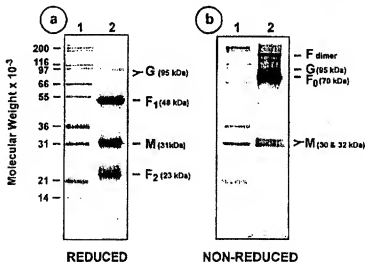 a
b
1 2
1 2
Molecular Weight x 10⁻³
200
116
97
66
55
36
31
21
14
G (95 kDa)
F₁ (48 kDa)
M (31kDa)
F₂ (23 kDa)
F dimer
G (95 kDa)
F₀ (70 kDa)
M (30 & 32 kDa)
REDUCED
NON-REDUCED